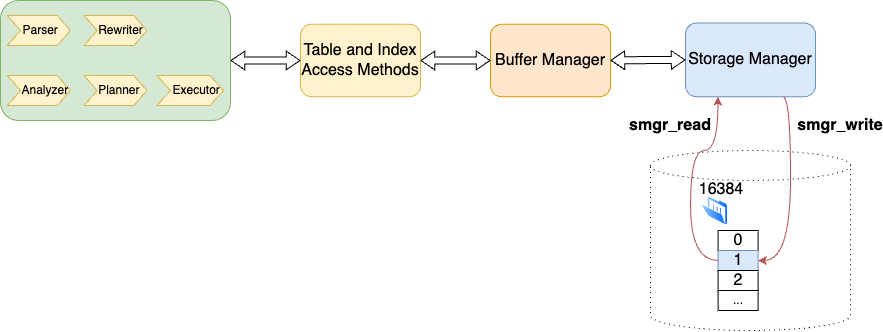 Parser
Rewriter
Analyzer
Planner
Executor
Table and Index
Access Methods
Buffer Manager
Storage Manager
smgr_read
smgr_write
16384
0
1
2
...